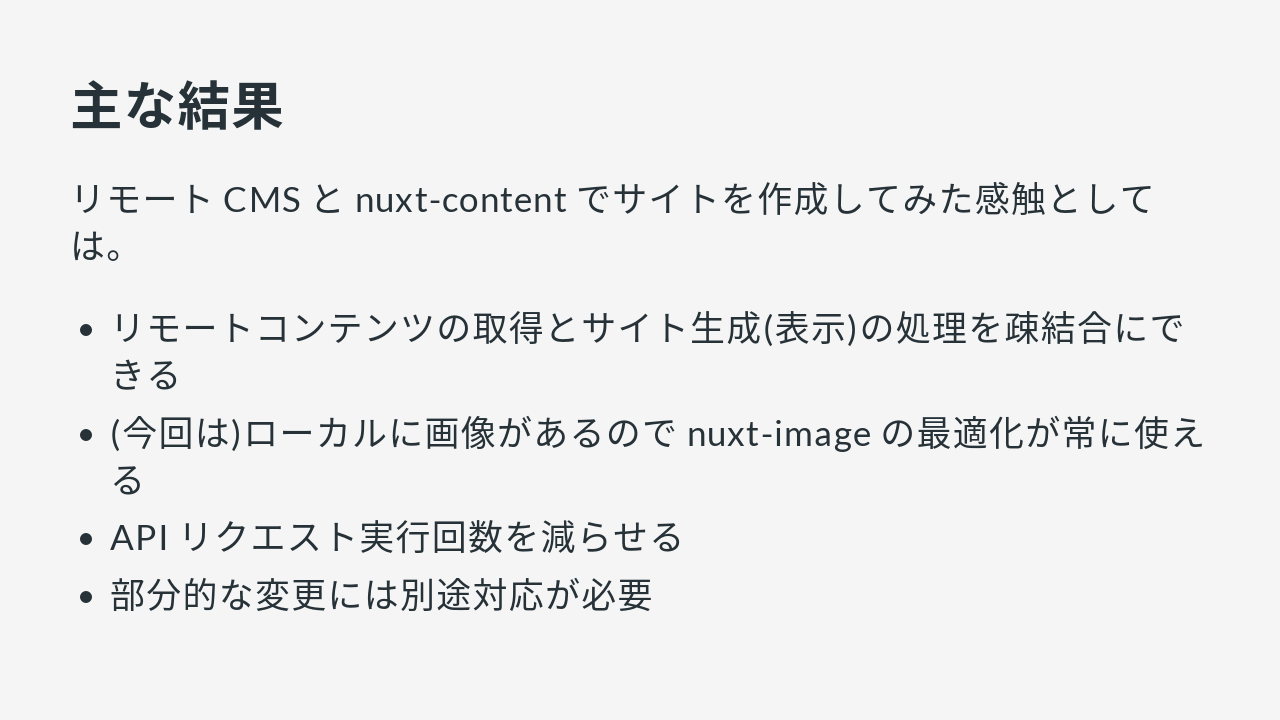 主な結果
リモート CMS と nuxt-content でサイトを作成してみた感触として
は。
• リモートコンテンツの取得とサイト生成(表示)の処理を疎結合にで
きる
• (今回は)ローカルに画像があるので nuxt-image の最適化が常に使え
る
• API リクエスト実行回数を減らせる
• 部分的な変更には別途対応が必要